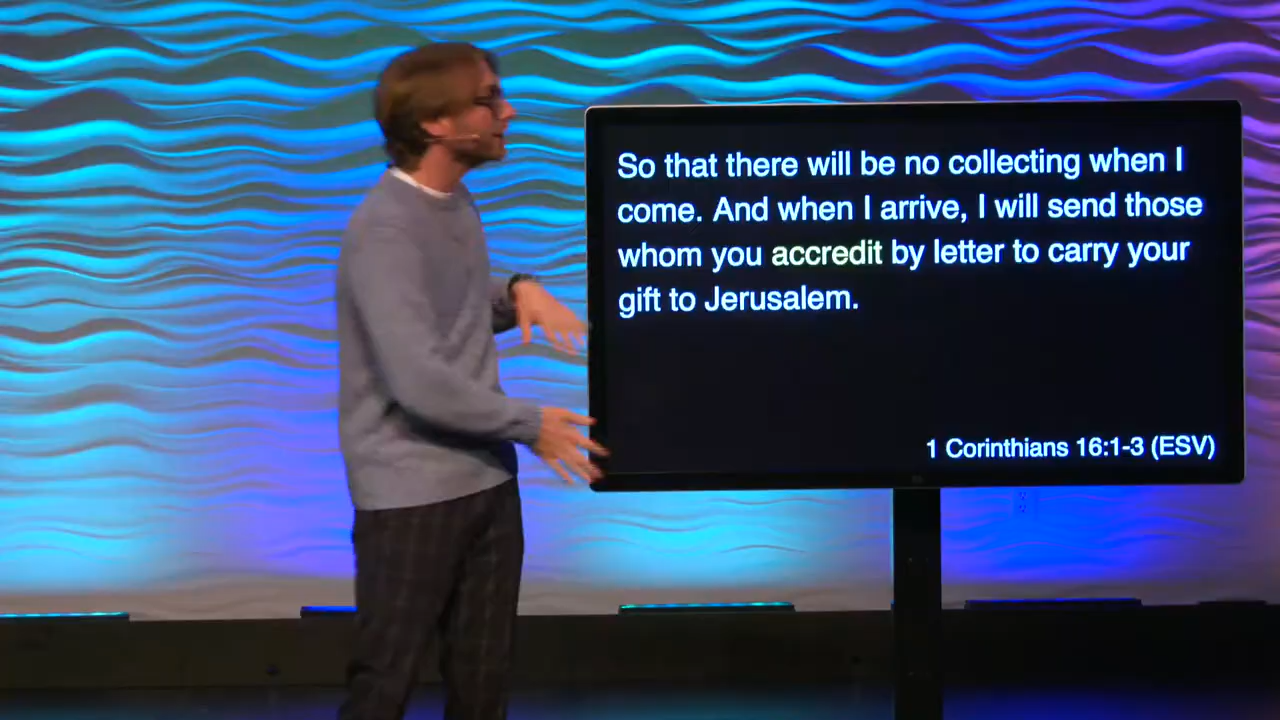 So that there will be no collecting when I
come. And when I arrive, I will send those
whom you accredit by letter to carry your
gift to Jerusalem.
1 Corinthians 16:1-3 (ESV)